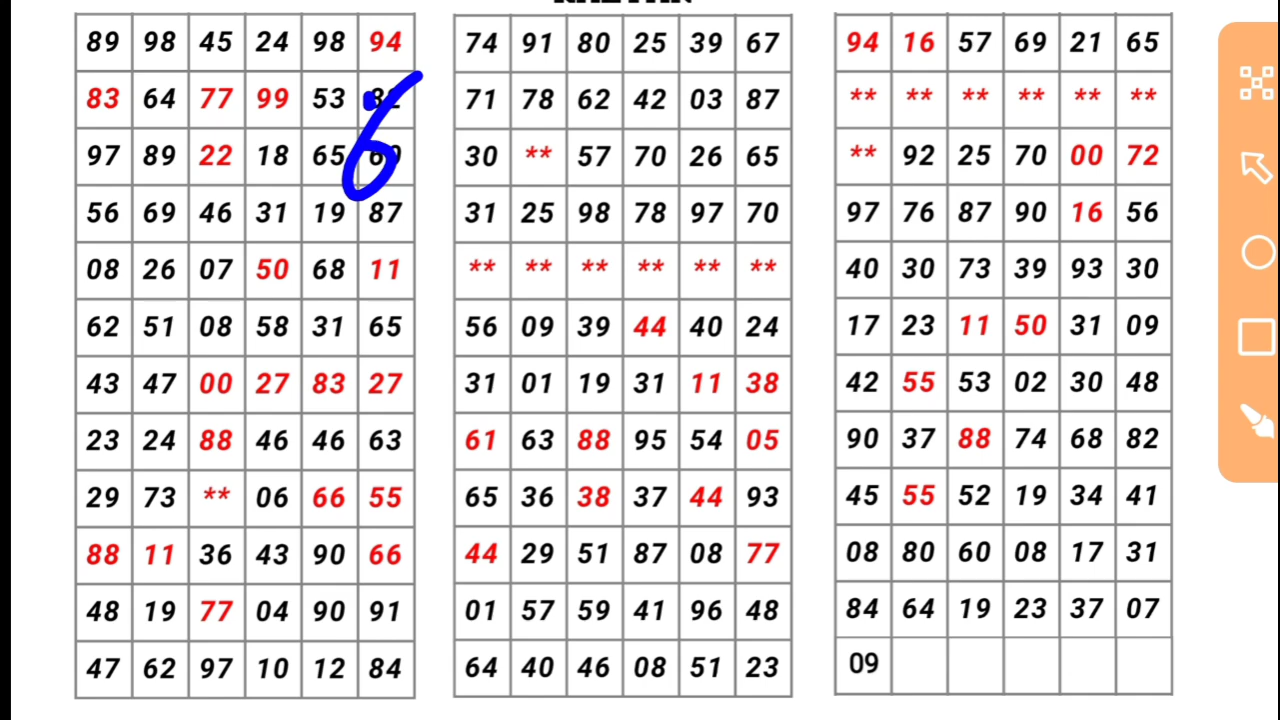 89 98 45 24 98 94
83 64 77 99 53 82
97 89 22 18 65 60
56 69 46 31 19 87
08 26 07 50 68 11
62 51 08 58 31 65
43 47 00 27 83 27
23 24 88 46 46 63
29 73 ** 06 66 55
88 11 36 43 90 66
48 19 77 04 90 91
47 62 97 10 12 84
6
74 91 80 25 39 67
71 78 62 42 03 87
30 ** 57 70 26 65
31 25 98 78 97 70
** ** ** ** ** **
56 09 39 44 40 24
31 01 19 31 11 38
61 63 88 95 54 05
65 36 38 37 44 93
44 29 51 87 08 77
01 57 59 41 96 48
64 40 46 08 51 23
94 16 57 69 21 65
** ** ** ** ** **
** 92 25 70 00 72
97 76 87 90 16 56
40 30 73 39 93 30
17 23 11 50 31 09
42 55 53 02 30 48
90 37 88 74 68 82
45 55 52 19 34 41
08 80 60 08 17 31
84 64 19 23 37 07
09